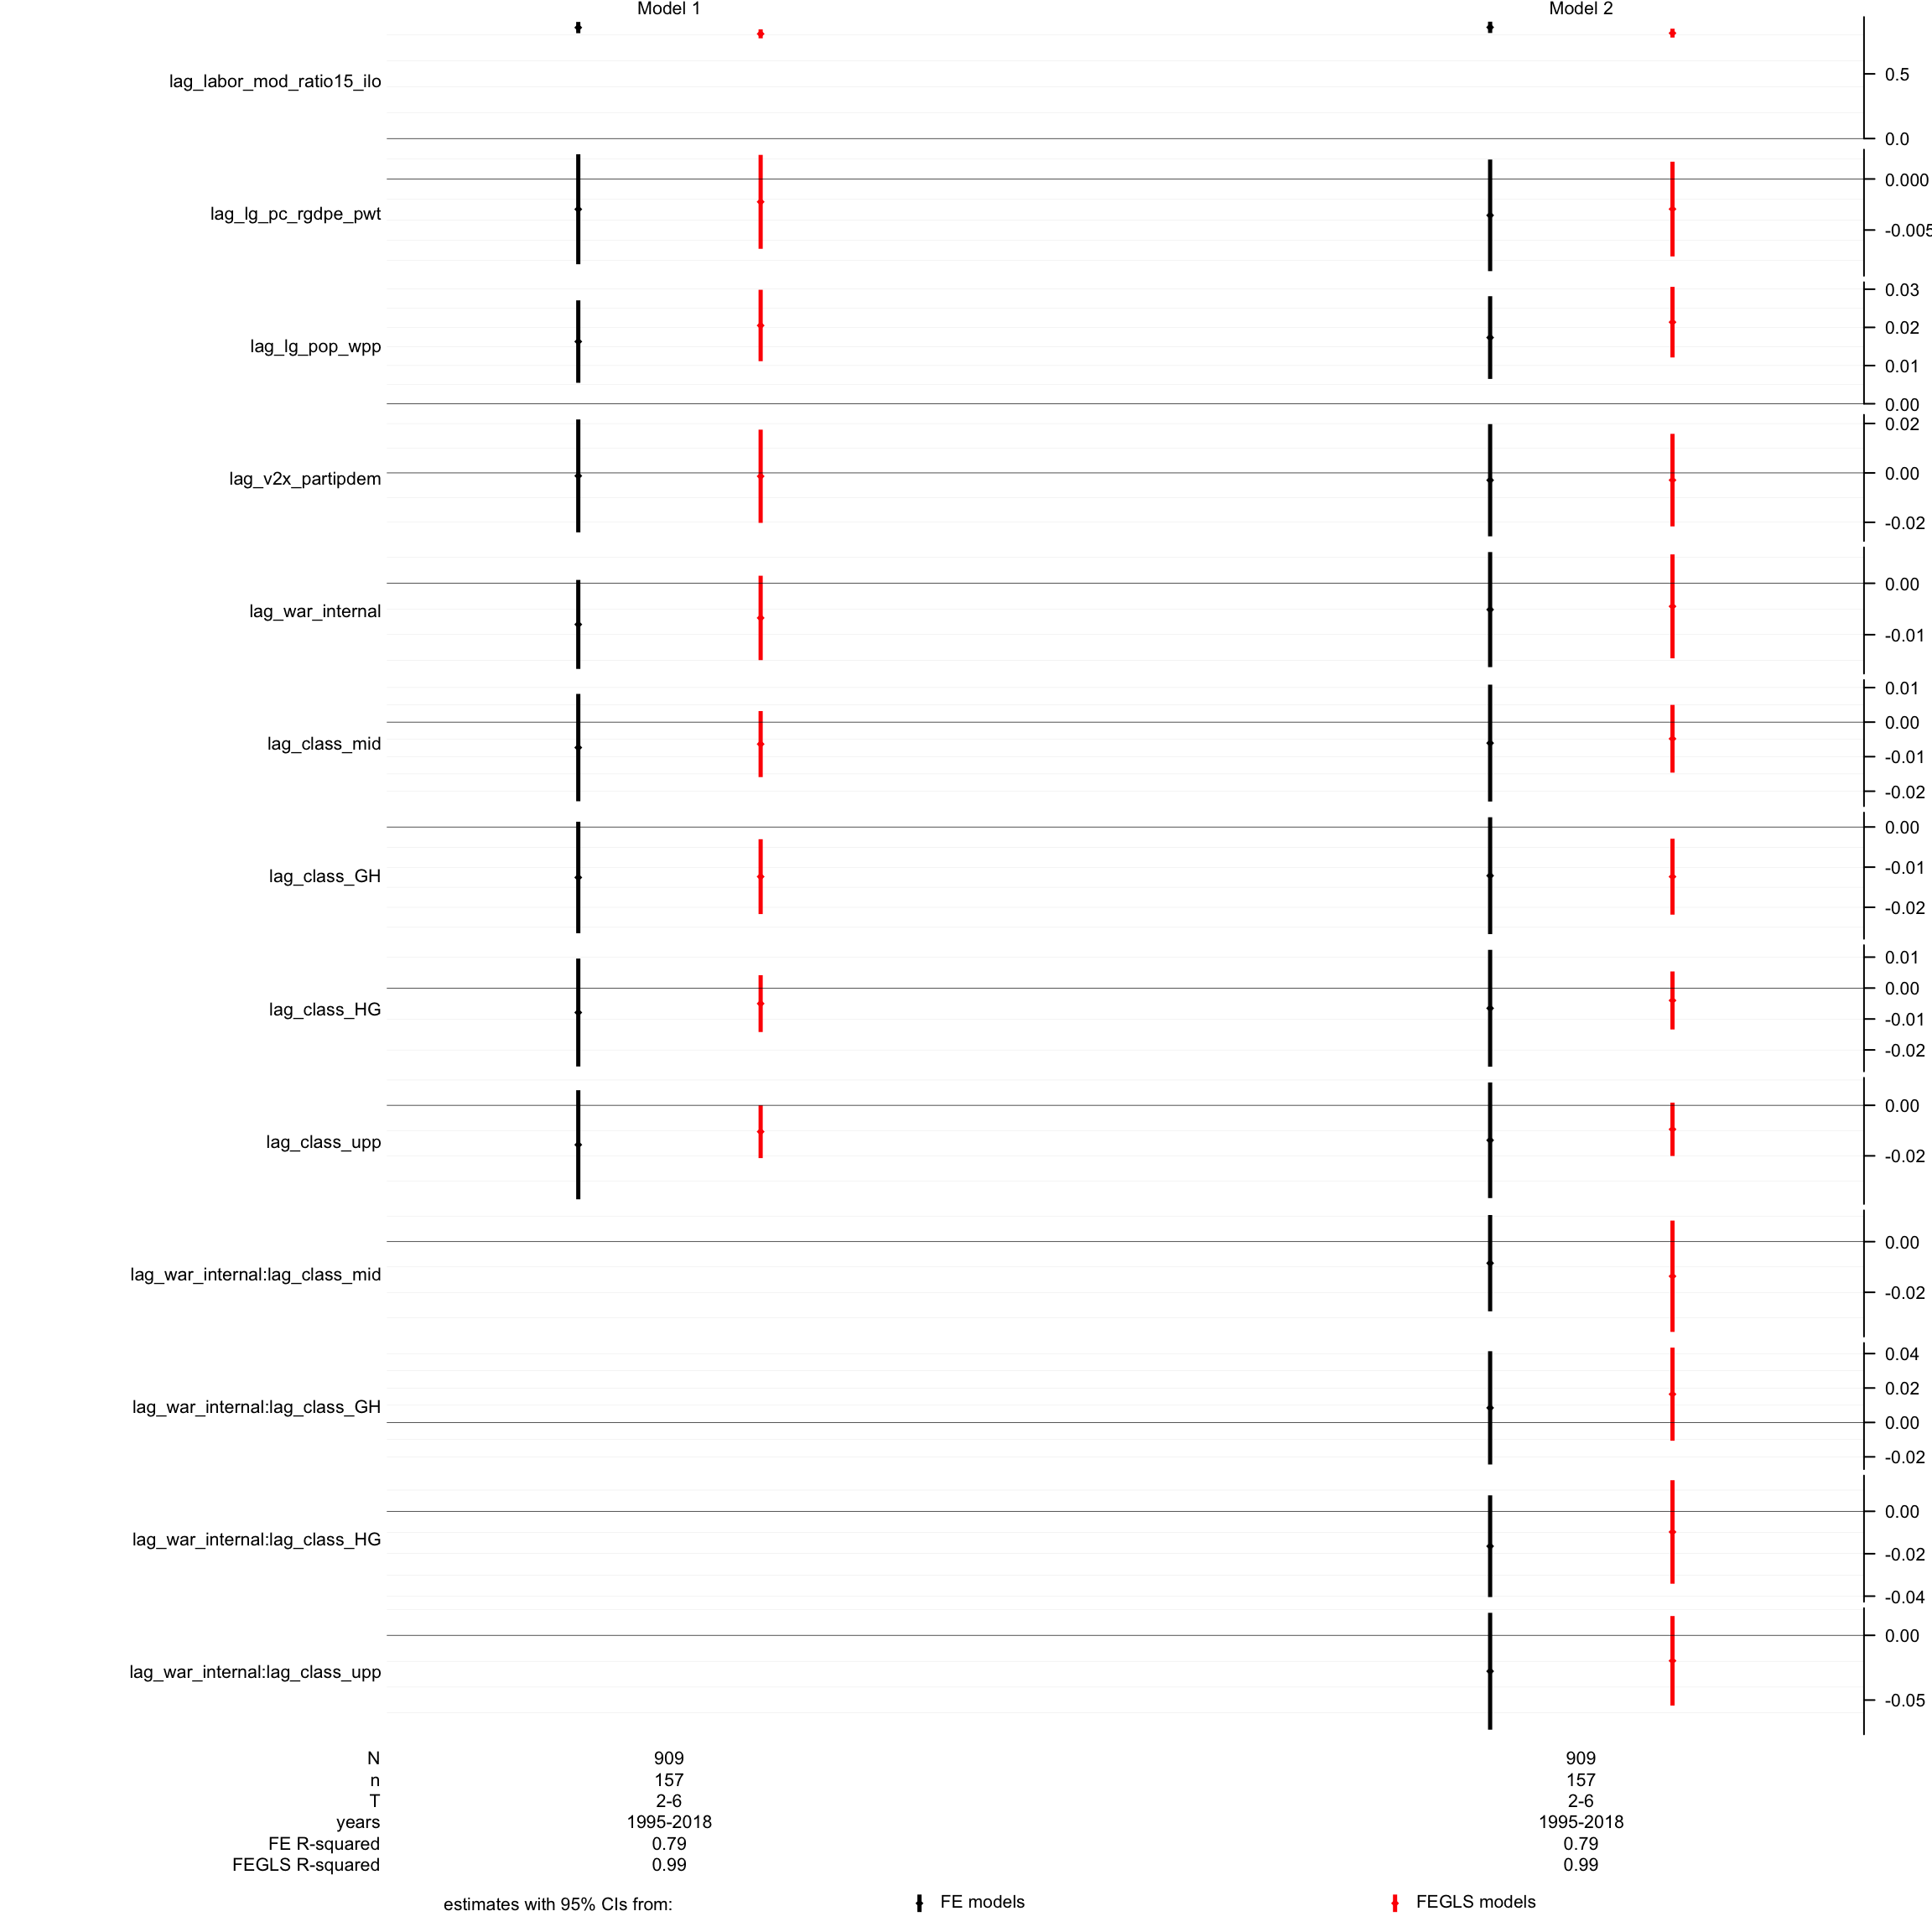 Model 1 Model 2
lag_labor_mod_ratio15_ilo
0.5
0.0
lag_lg_pc_rgdpe_pwt
0.000
-0.005
lag_lg_pop_wpp
0.03
0.02
0.01
0.00
lag_v2x_partipdem
0.02
0.00
-0.02
lag_war_internal
0.00
-0.01
lag_class_mid
0.01
0.00
-0.01
-0.02
lag_class_GH
0.00
-0.01
-0.02
lag_class_HG
0.01
0.00
-0.01
-0.02
lag_class_upp
0.00
-0.02
lag_war_internal:lag_class_mid
0.00
-0.02
lag_war_internal:lag_class_GH
0.04
0.02
0.00
-0.02
lag_war_internal:lag_class_HG
0.00
-0.02
-0.04
lag_war_internal:lag_class_upp
0.00
-0.05
N 909 909
n 157 157
T 2-6 2-6
years 1995-2018 1995-2018
FE R-squared 0.79 0.79
FEGLS R-squared 0.99 0.99
estimates with 95% CIs from: FE models FEGLS models